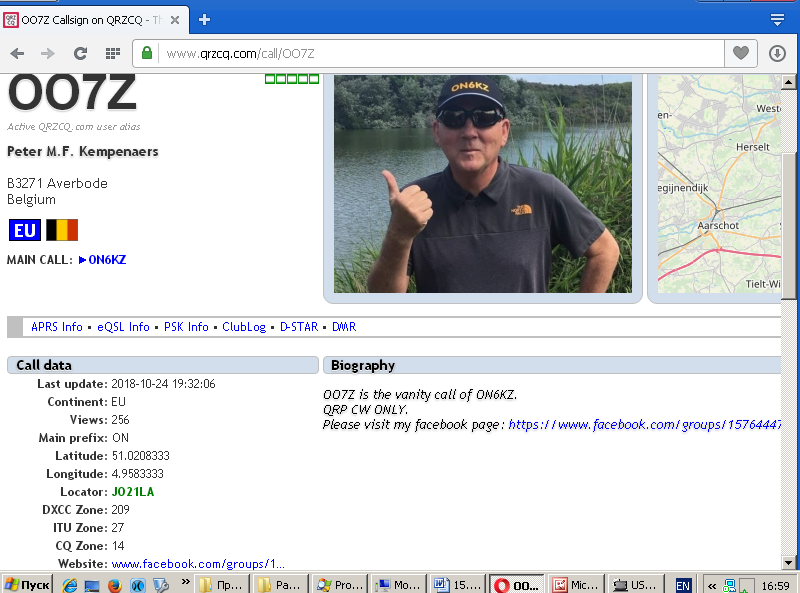 OO7Z Callsign on QRZCQ - Th
www.qrzcq.com/call/OO7Z
OO7Z
Active QRZCQ.com user alias
Peter M.F. Kempenaers
B3271 Averbode
Belgium
EU
MAIN CALL: ►ON6KZ
ON6KZ
THE NORTH FACE
en-
West
Herselt
egijnendijk
Aarschot
Tielt-Wi
APRS Info • eQSL Info • PSK Info • ClubLog • D-STAR • DMR
Call data
Last update: 2018-10-24 19:32:06
Continent: EU
Views: 256
Main prefix: ON
Latitude: 51.0208333
Longitude: 4.9583333
Locator: JO21LA
DXCC Zone: 209
ITU Zone: 27
CQ Zone: 14
Website: www.facebook.com/groups/1...
Biography
OO7Z is the vanity call of ON6KZ.
QRP CW ONLY.
Please visit my facebook page: https://www.facebook.com/groups/15764447
Пуск
»
Пр...
Ра...
Pro...
Mo...
15....
OO...
Mic...
US...
EN
«
16:59